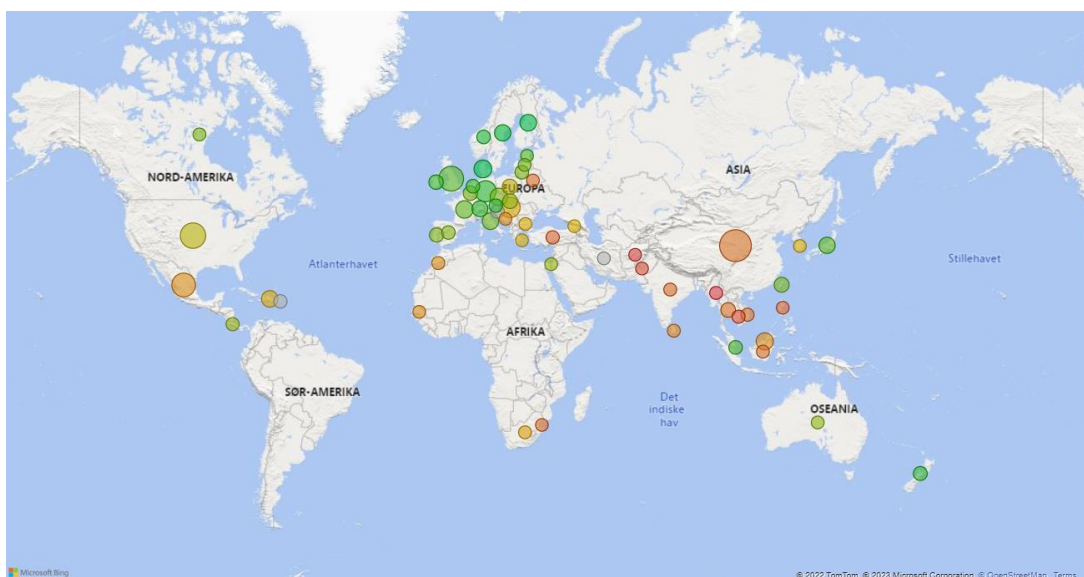 NORD-AMERIKA
ASIA
EUROPA
Atlanterhavet
Stillehavet
AFRIKA
SØR-AMERIKA
Det
indiske
hav
OSEANIA
Microsoft Bing
© 2022 TomTom, © 2023 Microsoft Corporation, © OpenStreetMap Terms